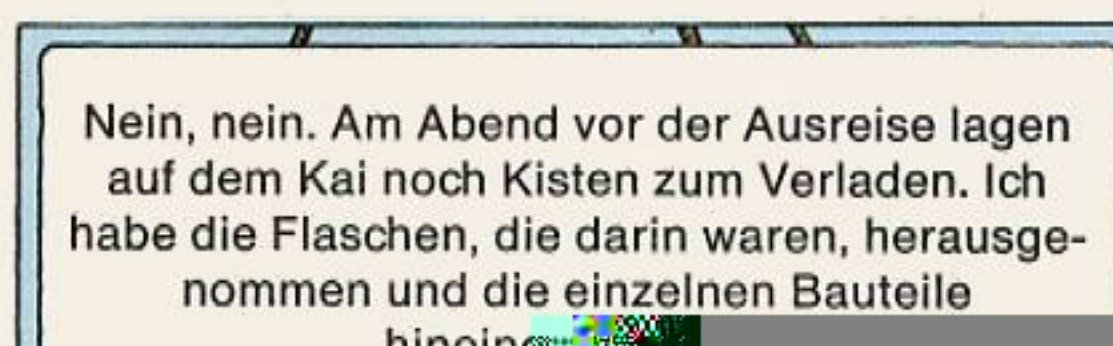 Nein, nein. Am Abend vor der Ausreise lagen
auf dem Kai noch Kisten zum Verladen. Ich
habe die Flaschen, die darin waren, herausge-
nommen und die einzelnen Bauteile